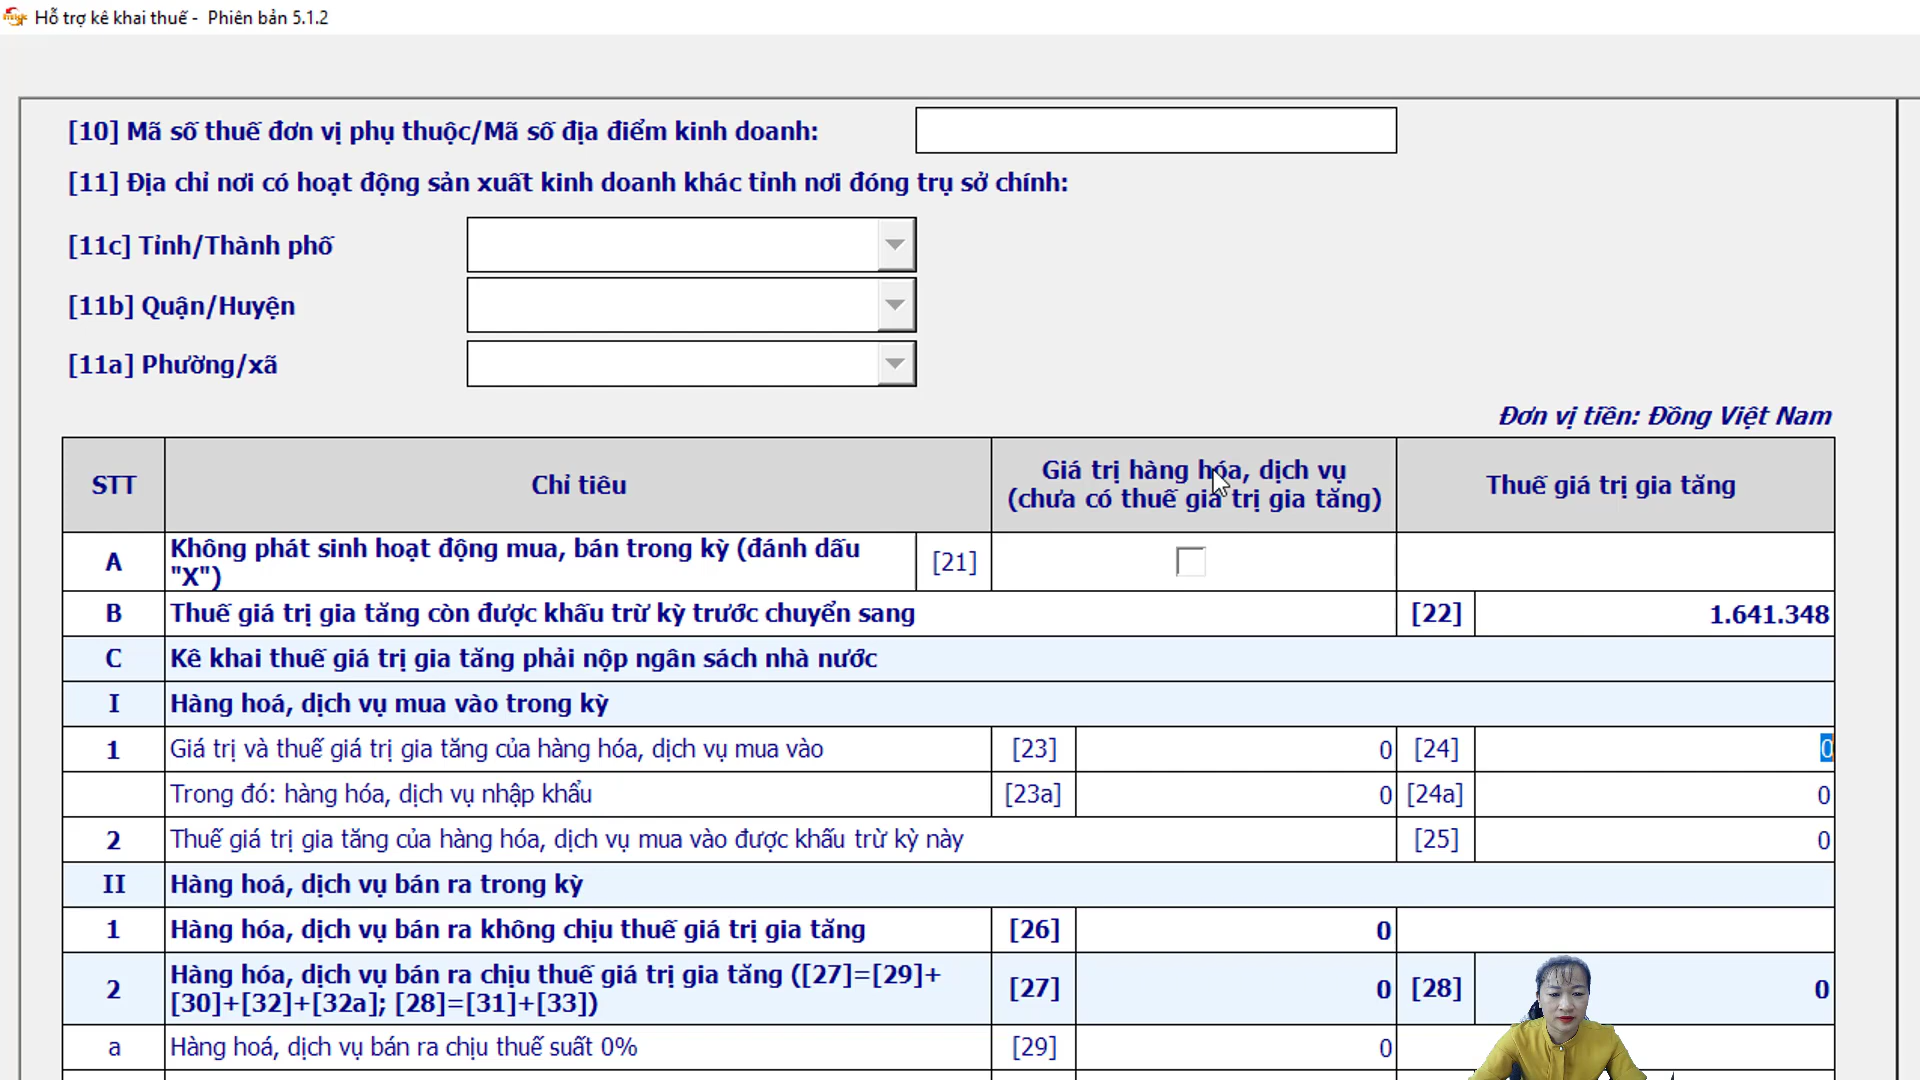 Hỗ trợ kê khai thuế - Phiên bản 5.1.2
[10] Mã số thuế đơn vị phụ thuộc/Mã số địa điểm kinh doanh:
[11] Địa chỉ nơi có hoạt động sản xuất kinh doanh khác tỉnh nơi đóng trụ sở chính:
[11c] Tỉnh/Thành phố
[11b] Quận/Huyện
[11a] Phường/xã
Đơn vị tiền: Đồng Việt Nam
STT
Chỉ tiêu
Giá trị hàng hóa, dịch vụ
(chưa có thuế giá trị gia tăng)
Thuế giá trị gia tăng
A
Không phát sinh hoạt động mua, bán trong kỳ (đánh dấu
"X")
[21]
B Thuế giá trị gia tăng còn được khấu trừ kỳ trước chuyển sang [22] 1.641.348
C Kê khai thuế giá trị gia tăng phải nộp ngân sách nhà nước
I Hàng hoá, dịch vụ mua vào trong kỳ
1 Giá trị và thuế giá trị gia tăng của hàng hóa, dịch vụ mua vào [23] 0 [24] 0
Trong đó: hàng hóa, dịch vụ nhập khẩu [23a] 0 [24a] 0
2 Thuế giá trị gia tăng của hàng hóa, dịch vụ mua vào được khấu trừ kỳ này [25] 0
II Hàng hoá, dịch vụ bán ra trong kỳ
1 Hàng hóa, dịch vụ bán ra không chịu thuế giá trị gia tăng [26] 0
2
Hàng hóa, dịch vụ bán ra chịu thuế giá trị gia tăng ([27]=[29]+
[30]+[32]+[32a]; [28]=[31]+[33])
[27] 0 [28] 0
a Hàng hoá, dịch vụ bán ra chịu thuế suất 0% [29] 0